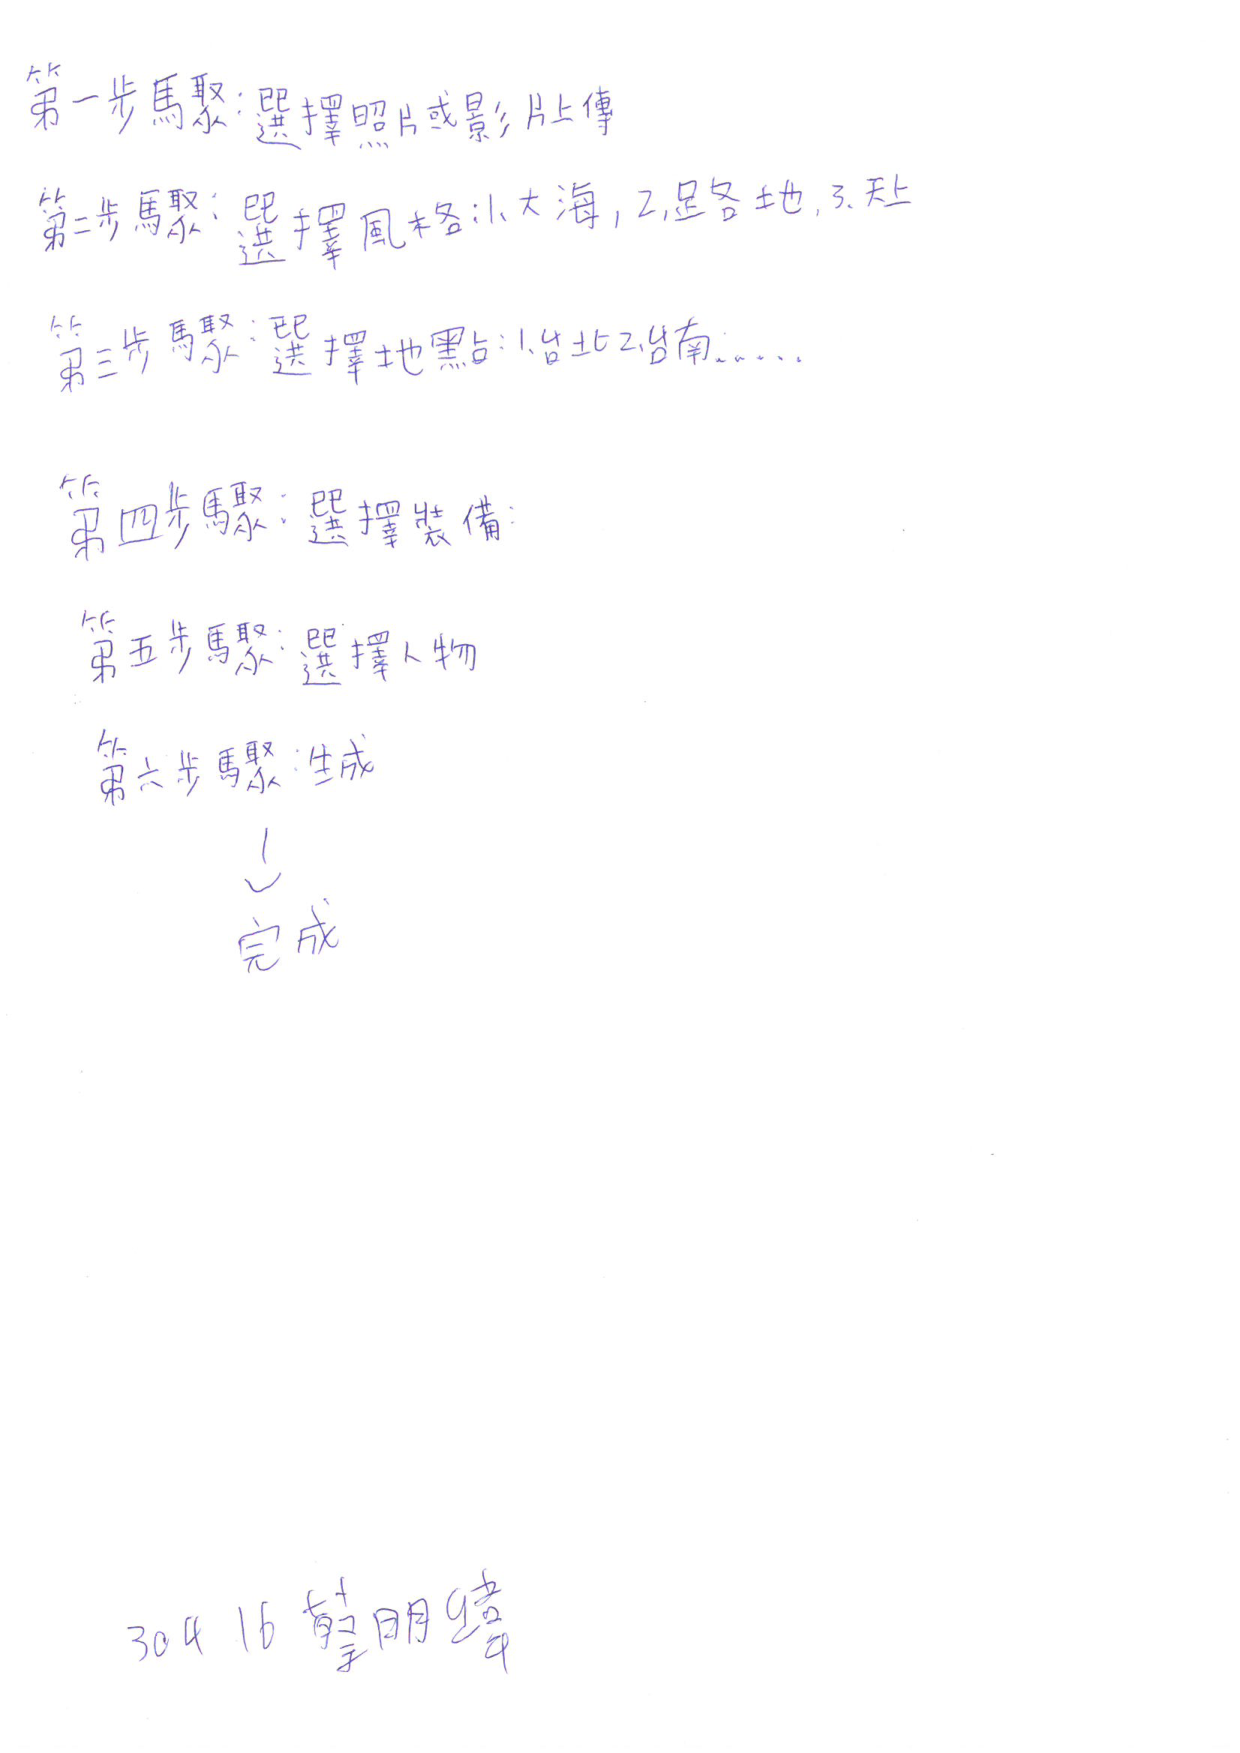 第一步驟:選擇照片或影片上傳
第二步驟:選擇風格:1.大海,2.路地,3.天上
第三步驟:選擇地點:1.台北2.台南......
第四步驟:選擇裝備:
第五步驟:選擇人物
第六步驟:生成
完成
304 16 明緯